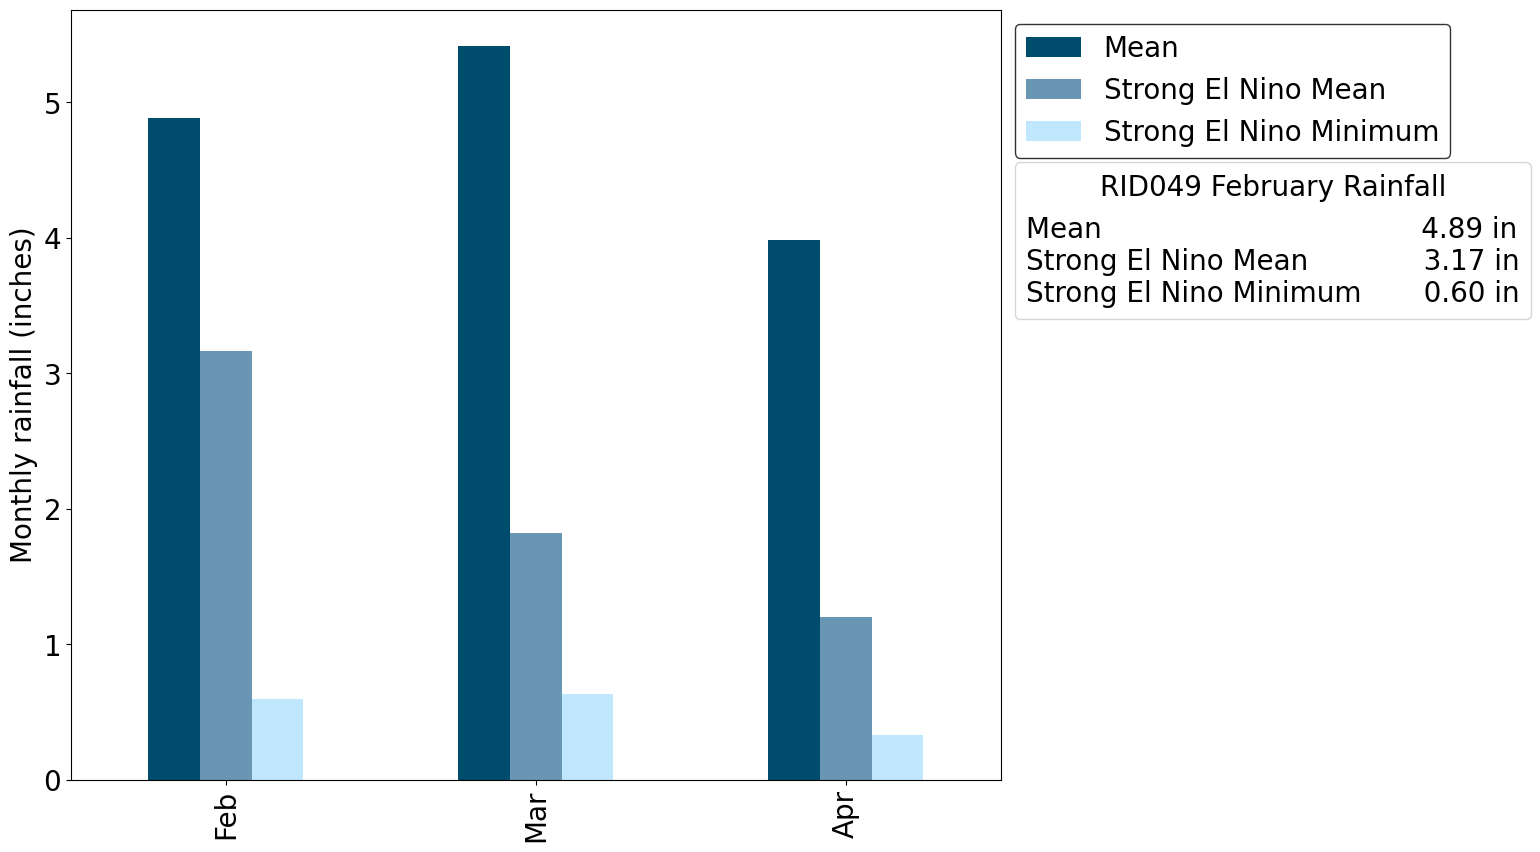 Mean
Strong El Nino Mean
Strong El Nino Minimum
RID049 February Rainfall
Mean 4.89 in
Strong El Nino Mean 3.17 in
Strong El Nino Minimum 0.60 in
Monthly rainfall (inches)
5
4
3
2
1
0
Feb Mar Apr